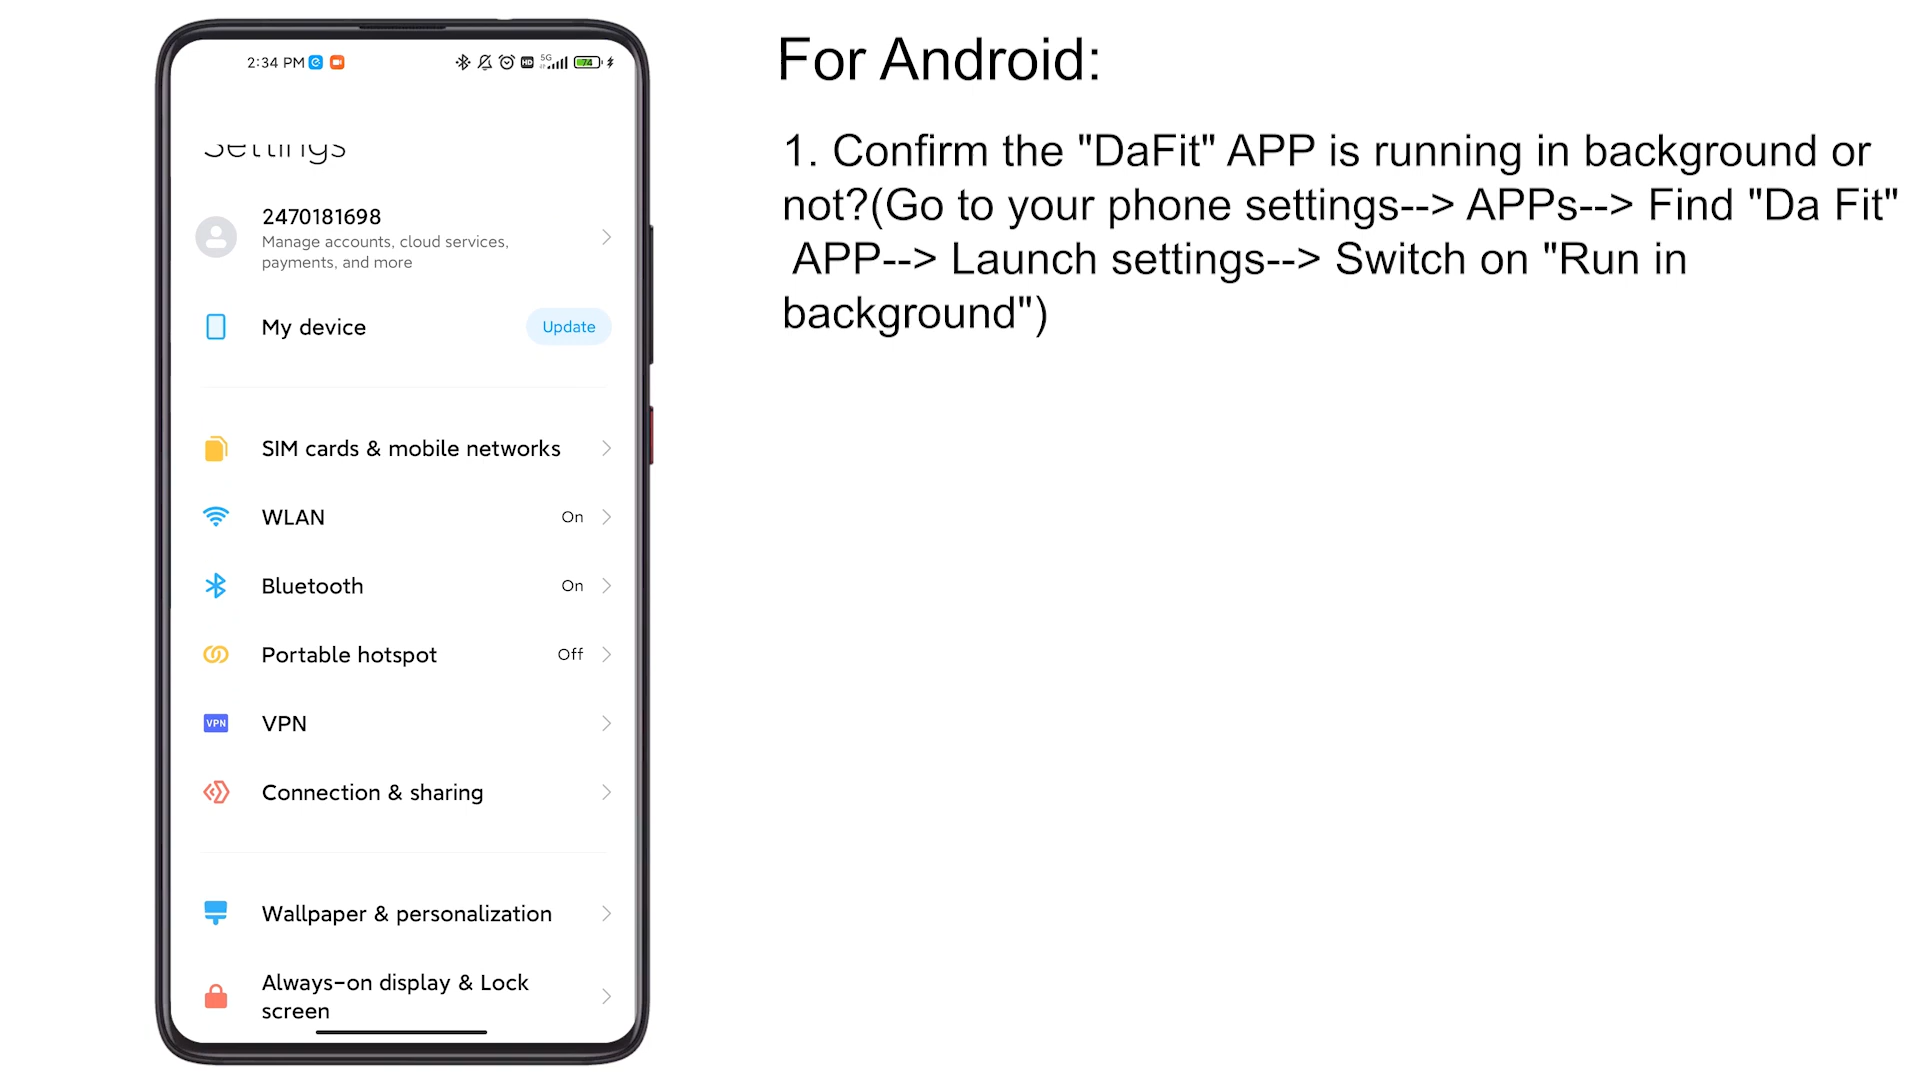 For Android:
1. Confirm the "DaFit" APP is running in background or
not?(Go to your phone settings--> APPs--> Find "Da Fit"
APP--> Launch settings--> Switch on "Run in
background")
2:34 PM
HD 5G 74
Settings
2470181698
Manage accounts, cloud services,
payments, and more
My device
Update
SIM cards & mobile networks
WLAN On
Bluetooth On
Portable hotspot Off
VPN VPN
Connection & sharing
Wallpaper & personalization
Always-on display & Lock
screen